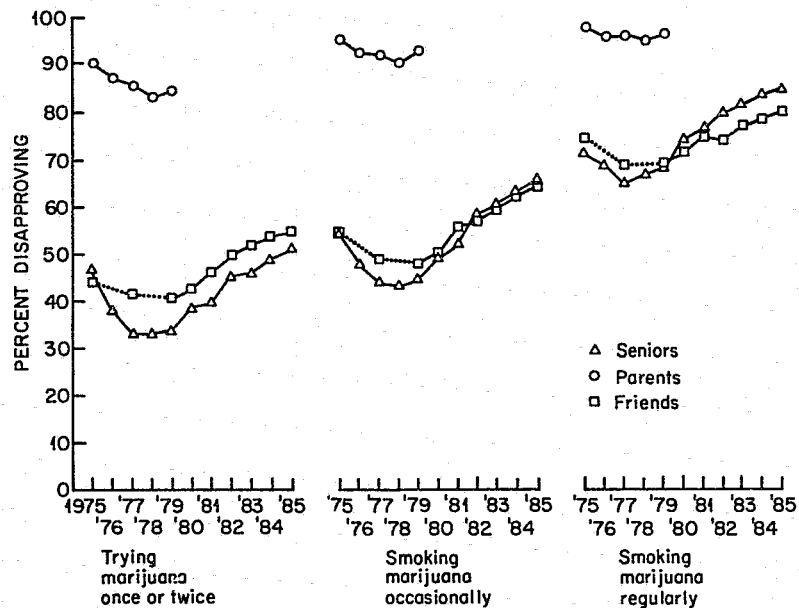 100
90
80
70
60
50
40
30
20
10
0
PERCENT DISAPPROVING
Seniors
Parents
Friends
1975 '77 '79 '81 '83 '85
'76 '78 '80 '82 '84
'75 '77 '79 '81 '83 '85
'76 '78 '80 '82 '84
'75 '77 '79 '81 '83 '85
'76 '78 '80 '82 '84
Trying
marijuana
once or twice
Smoking
marijuana
occasionally
Smoking
marijuana
regularly